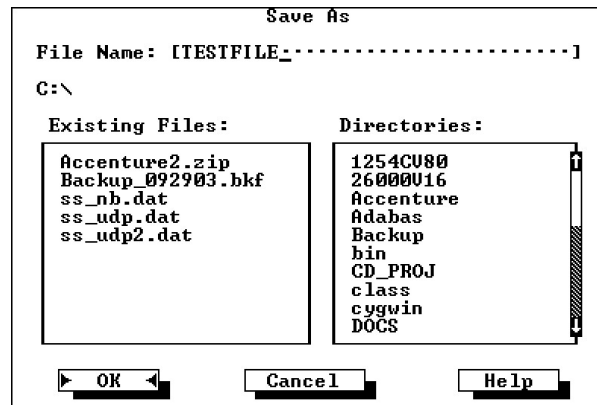 Save As
File Name: [TESTFILE_·························]
C:\
Existing Files:
Accenture2.zip
Backup_092903.bkf
ss_nb.dat
ss_udp.dat
ss_udp2.dat
Directories:
1254CV80
26000V16
Accenture
Adabas
Backup
bin
CD_PROJ
class
cygwin
DOCS
OK
Cancel
Help